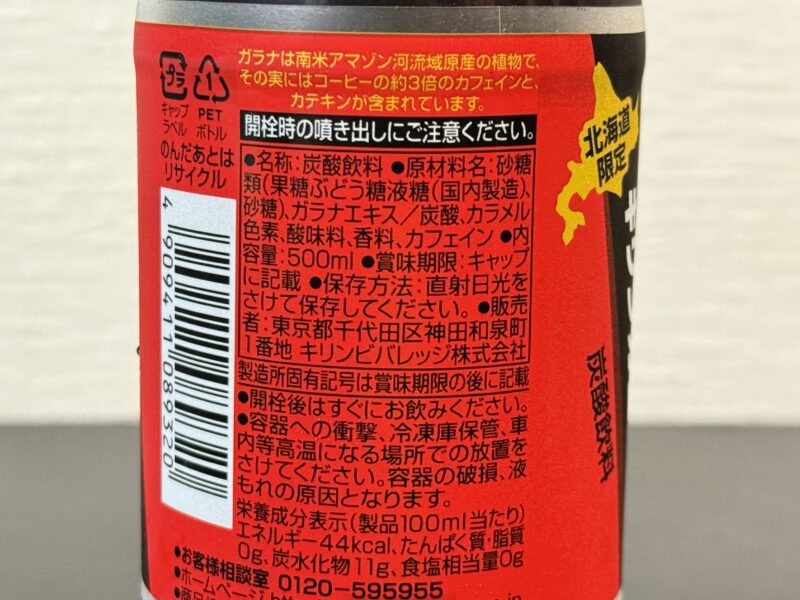 ガラナは南米アマゾン河流域原産の植物で、
その実にはコーヒーの約3倍のカフェインと、
カテキンが含まれています。
開栓時の噴き出しにご注意ください。
プラ
キャップ
ラベル
1
PET
ボトル
のんだあとは
リサイクル
4909411089320
●名称:炭酸飲料 ●原材料名:砂糖
類(果糖ぶどう糖液糖(国内製造)、
砂糖)、ガラナエキス/炭酸、カラメル
色素、酸味料、香料、カフェイン ●内
容量:500ml ●賞味期限:キャップ
に記載 ●保存方法:直射日光を
さけて保存してください。 ●販売
者:東京都千代田区神田和泉町
1番地 キリンビバレッジ株式会社
製造所固有記号は賞味期限の後に記載
●開栓後はすぐにお飲みください。
●容器への衝撃、冷凍庫保管、車
内等高温になる場所での放置を
さけてください。容器の破損、液
もれの原因となります。
栄養成分表示(製品100ml当たり)
エネルギー44kcal、たんぱく質・脂質
0g、炭水化物11g、食塩相当量0g
●お客様相談室 0120-595955
●ホームページ
北海道
限定
キリン
炭酸飲料